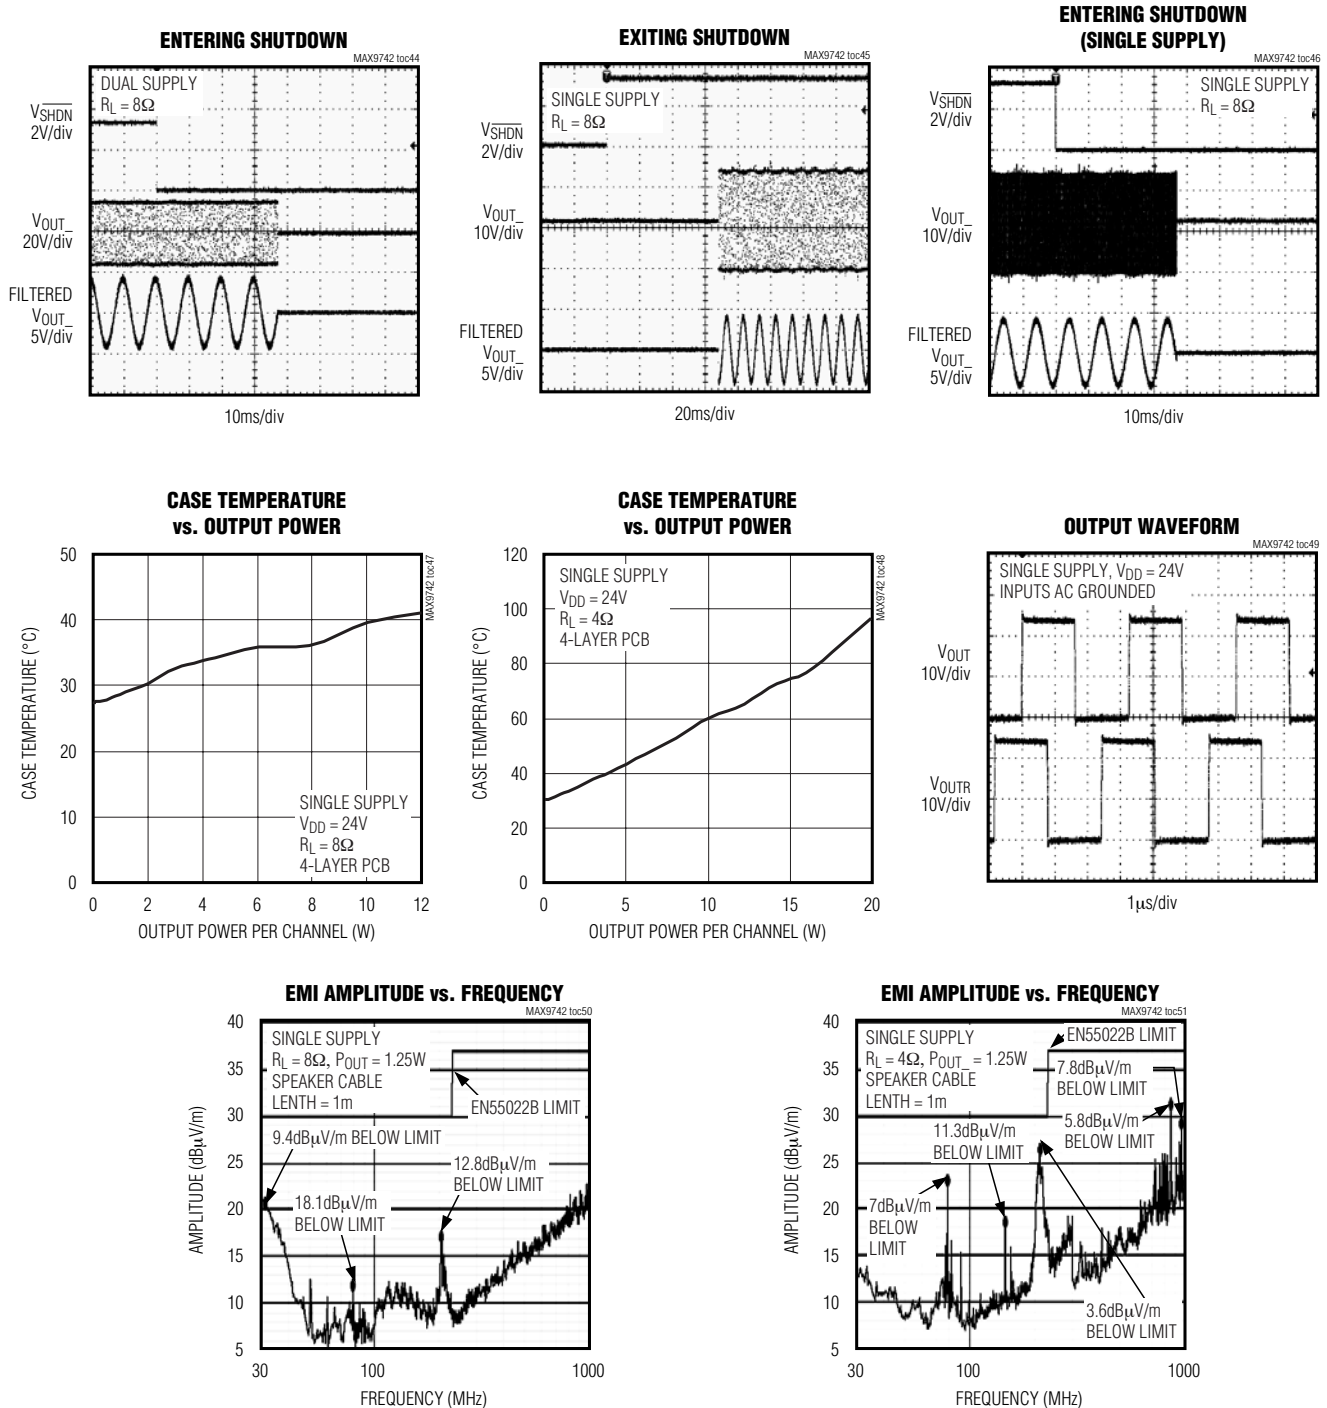 ENTERING SHUTDOWN
MAX9742 toc44
DUAL SUPPLY
RL = 8Ω
VSHDN
2V/div
VOUT_
20V/div
FILTERED
VOUT_
5V/div
10ms/div
EXITING SHUTDOWN
MAX9742 toc45
SINGLE SUPPLY
RL = 8Ω
VSHDN
2V/div
VOUT_
10V/div
FILTERED
VOUT_
5V/div
20ms/div
ENTERING SHUTDOWN
(SINGLE SUPPLY)
MAX9742 toc46
SINGLE SUPPLY
RL = 8Ω
VSHDN
2V/div
VOUT_
10V/div
FILTERED
VOUT_
5V/div
10ms/div
CASE TEMPERATURE
vs. OUTPUT POWER
MAX9742 toc47
CASE TEMPERATURE (°C)
50
40
30
20
10
0
SINGLE SUPPLY
VDD = 24V
RL = 8Ω
4-LAYER PCB
0 2 4 6 8 10 12
OUTPUT POWER PER CHANNEL (W)
CASE TEMPERATURE
vs. OUTPUT POWER
MAX9742 toc48
CASE TEMPERATURE (°C)
120
100
80
60
40
20
0
SINGLE SUPPLY
VDD = 24V
RL = 4Ω
4-LAYER PCB
0 5 10 15 20
OUTPUT POWER PER CHANNEL (W)
OUTPUT WAVEFORM
MAX9742 toc49
SINGLE SUPPLY, VDD = 24V
INPUTS AC GROUNDED
VOUT
10V/div
VOUTR
10V/div
1µs/div
EMI AMPLITUDE vs. FREQUENCY
MAX9742 toc50
AMPLITUDE (dBµV/m)
40
35
30
25
20
15
10
5
SINGLE SUPPLY
RL = 8Ω, POUT = 1.25W
SPEAKER CABLE
LENTH = 1m
EN55022B LIMIT
9.4dBµV/m BELOW LIMIT
12.8dBµV/m
BELOW LIMIT
18.1dBµV/m
BELOW LIMIT
30 100 1000
FREQUENCY (MHz)
EMI AMPLITUDE vs. FREQUENCY
MAX9742 toc51
AMPLITUDE (dBµV/m)
40
35
30
25
20
15
10
5
SINGLE SUPPLY
RL = 4Ω, POUT_ = 1.25W
SPEAKER CABLE
LENTH = 1m
EN55022B LIMIT
7.8dBµV/m
BELOW LIMIT
5.8dBµV/m
BELOW LIMIT
11.3dBµV/m
BELOW LIMIT
7dBµV/m
BELOW
LIMIT
3.6dBµV/m
BELOW LIMIT
30 100 1000
FREQUENCY (MHz)